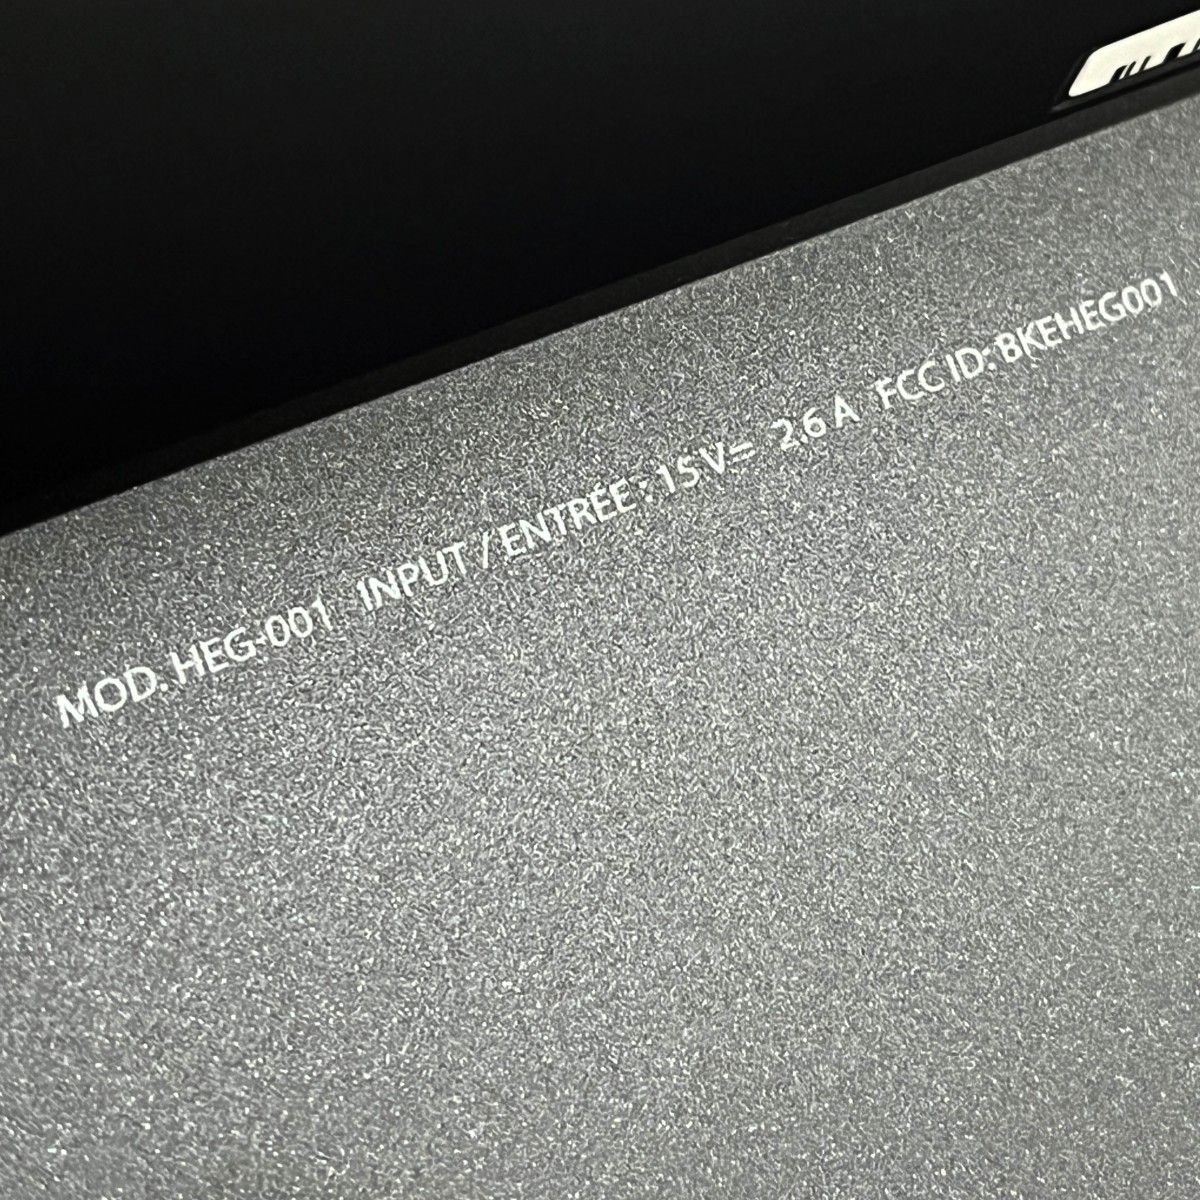 MOD. HEG-001 INPUT / ENTRÉE : 15 V⎓ 2.6 A FCC ID: BKEHEG001